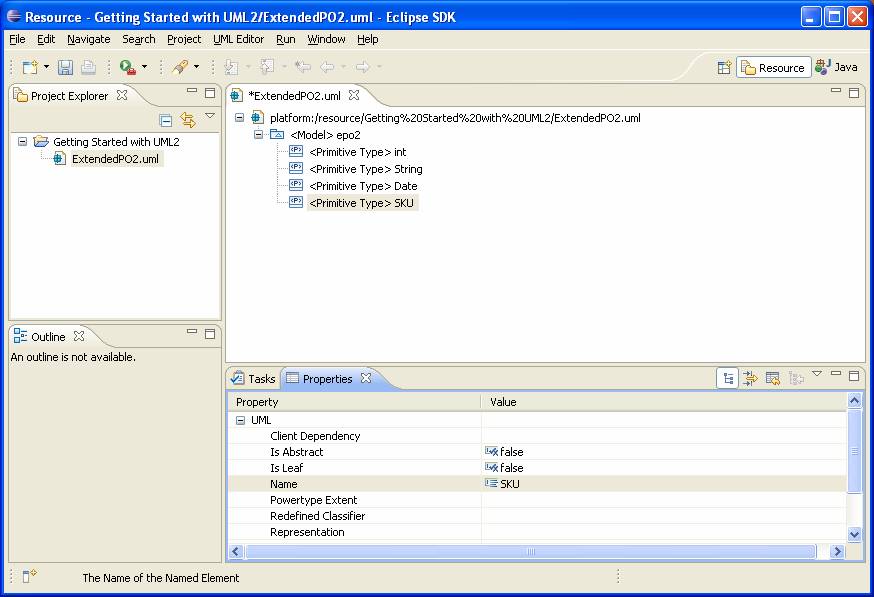 Resource - Getting Started with UML2/ExtendedPO2.uml - Eclipse SDK
File Edit Navigate Search Project UML Editor Run Window Help
Resource Java
Project Explorer
Getting Started with UML2
ExtendedPO2.uml
*ExtendedPO2.uml
platform:/resource/Getting%20Started%20with%20UML2/ExtendedPO2.uml
<Model> epo2
<Primitive Type> int
<Primitive Type> String
<Primitive Type> Date
<Primitive Type> SKU
Outline
An outline is not available.
Tasks Properties
Property Value
UML
Client Dependency
Is Abstract false
Is Leaf false
Name SKU
Powertype Extent
Redefined Classifier
Representation
The Name of the Named Element